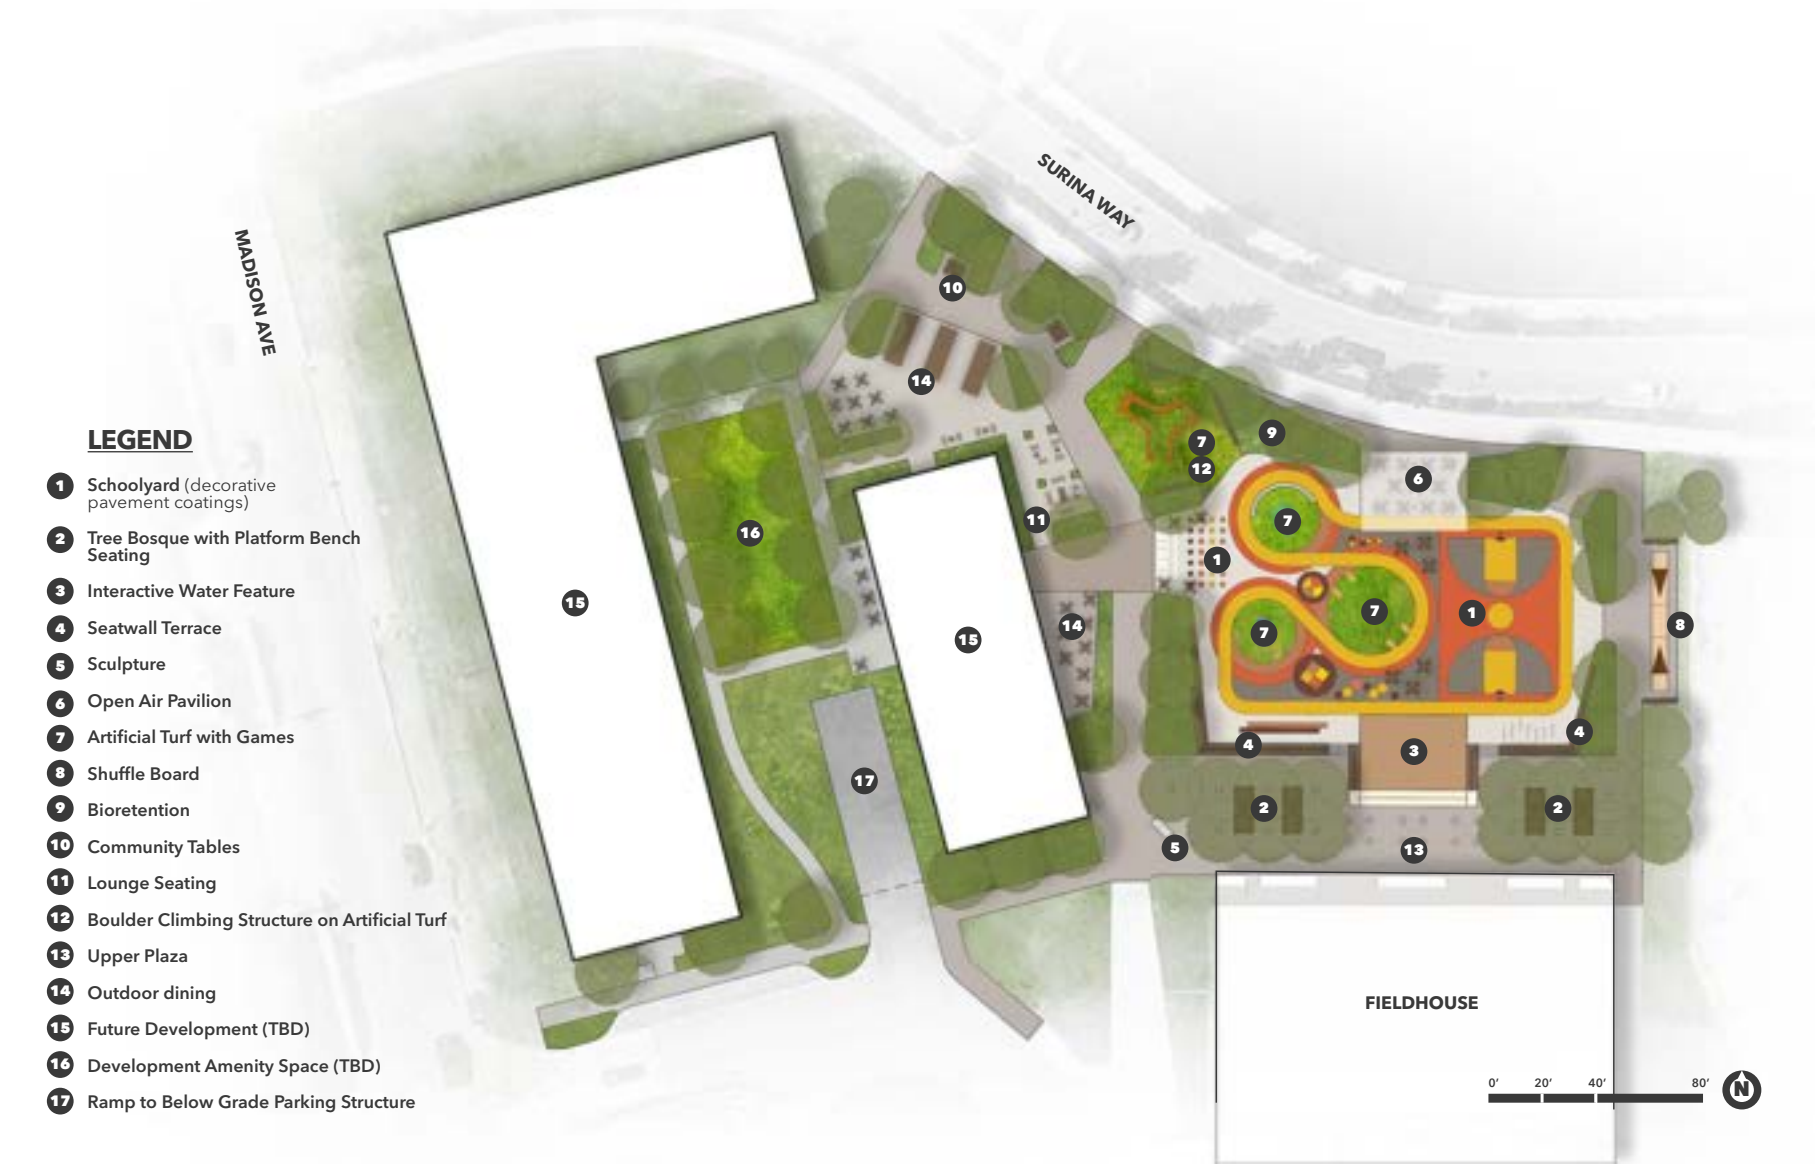 SURINA WAY
MADISON AVE
LEGEND
1 Schoolyard (decorative
pavement coatings)
2 Tree Bosque with Platform Bench
Seating
3 Interactive Water Feature
4 Seatwall Terrace
5 Sculpture
6 Open Air Pavilion
7 Artificial Turf with Games
8 Shuffle Board
9 Bioretention
10 Community Tables
11 Lounge Seating
12 Boulder Climbing Structure on Artificial Turf
13 Upper Plaza
14 Outdoor dining
15 Future Development (TBD)
16 Development Amenity Space (TBD)
17 Ramp to Below Grade Parking Structure
10
14
7
9
12
6
11
7
16
1
15
7
1
14
8
7
15
4
4
3
17
2
2
5
13
FIELDHOUSE
0' 20' 40' 80'
N